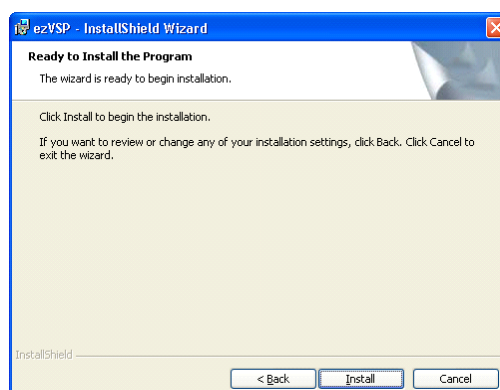 ezVSP - InstallShield Wizard
Ready to Install the Program
The wizard is ready to begin installation.
Click Install to begin the installation.
If you want to review or change any of your installation settings, click Back. Click Cancel to
exit the wizard.
InstallShield
< Back Install Cancel